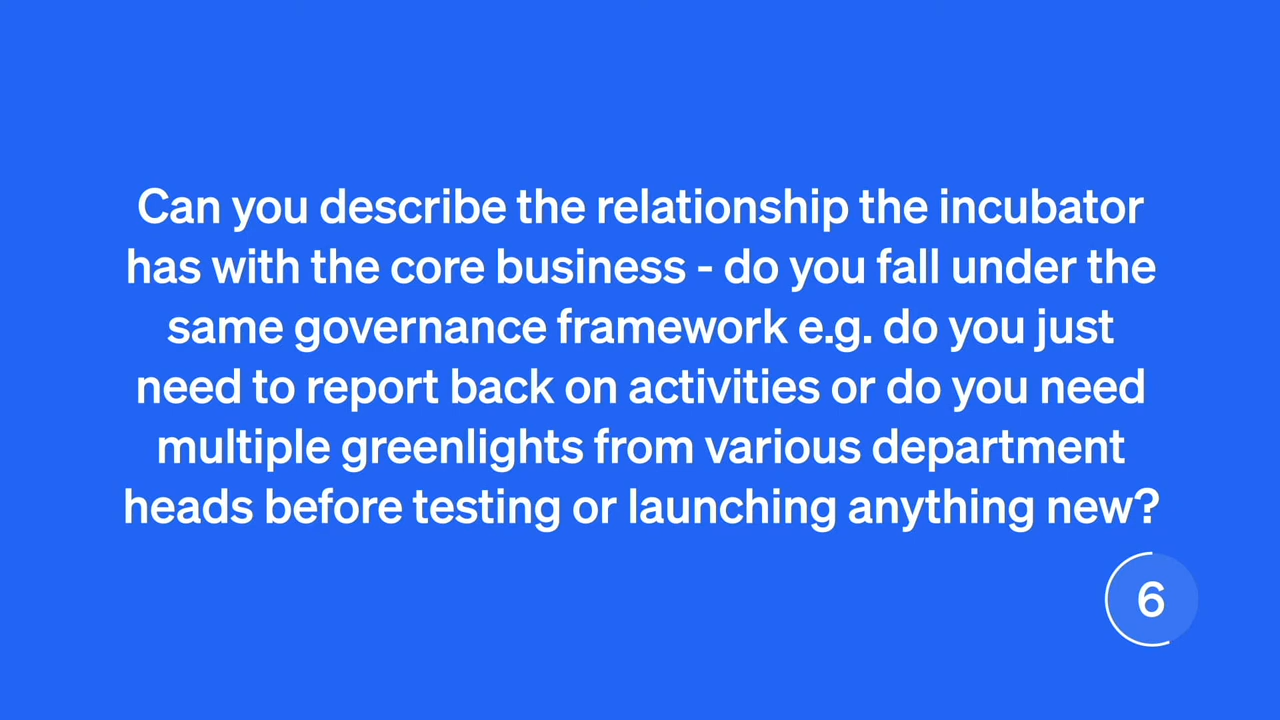 Can you describe the relationship the incubator
has with the core business - do you fall under the
same governance framework e.g. do you just
need to report back on activities or do you need
multiple greenlights from various department
heads before testing or launching anything new?
6